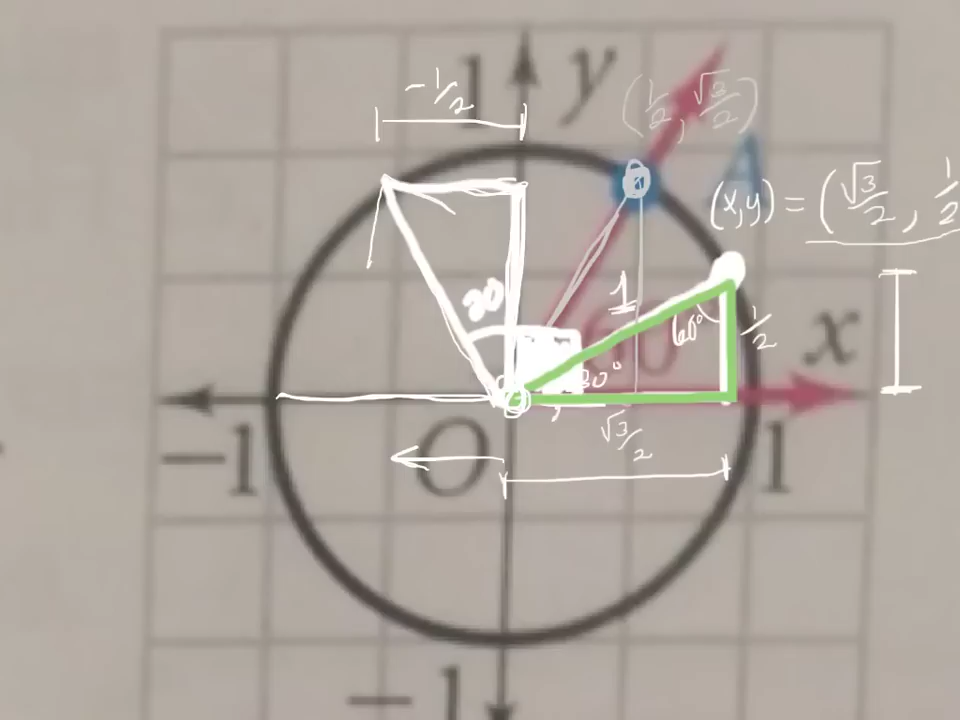 -1/2
1 y
(1/2, √3/2)
A
(x,y) = (√3/2, 1/2
30
1
60° 1/2
60
30°
x
√3/2
-1 O 1
-1